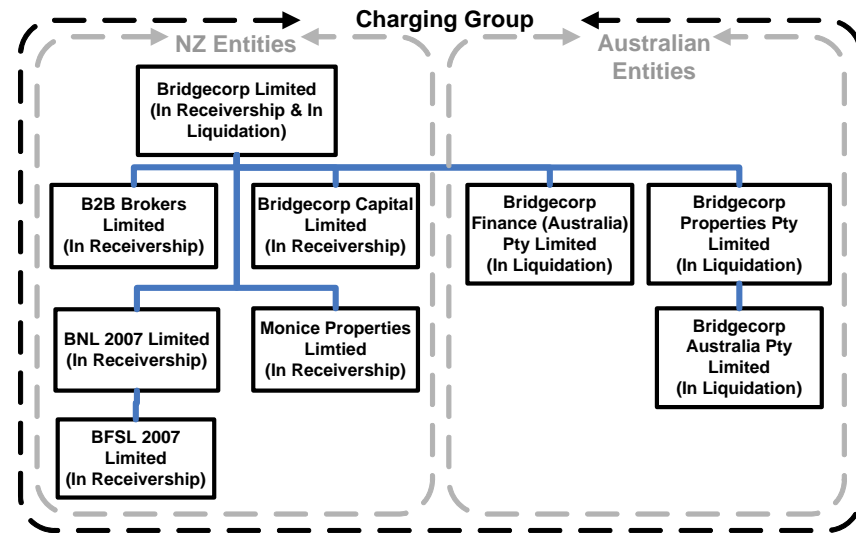 Charging Group
NZ Entities
Australian
Entities
Bridgecorp Limited
(In Receivership & In
Liquidation)
B2B Brokers
Limited
(In Receivership)
Bridgecorp Capital
Limited
(In Receivership)
Bridgecorp
Finance (Australia)
Pty Limited
(In Liquidation)
Bridgecorp
Properties Pty
Limited
(In Liquidation)
BNL 2007 Limited
(In Receivership)
Monice Properties
Limtied
(In Receivership)
Bridgecorp
Australia Pty
Limited
(In Liquidation)
BFSL 2007
Limited
(In Receivership)